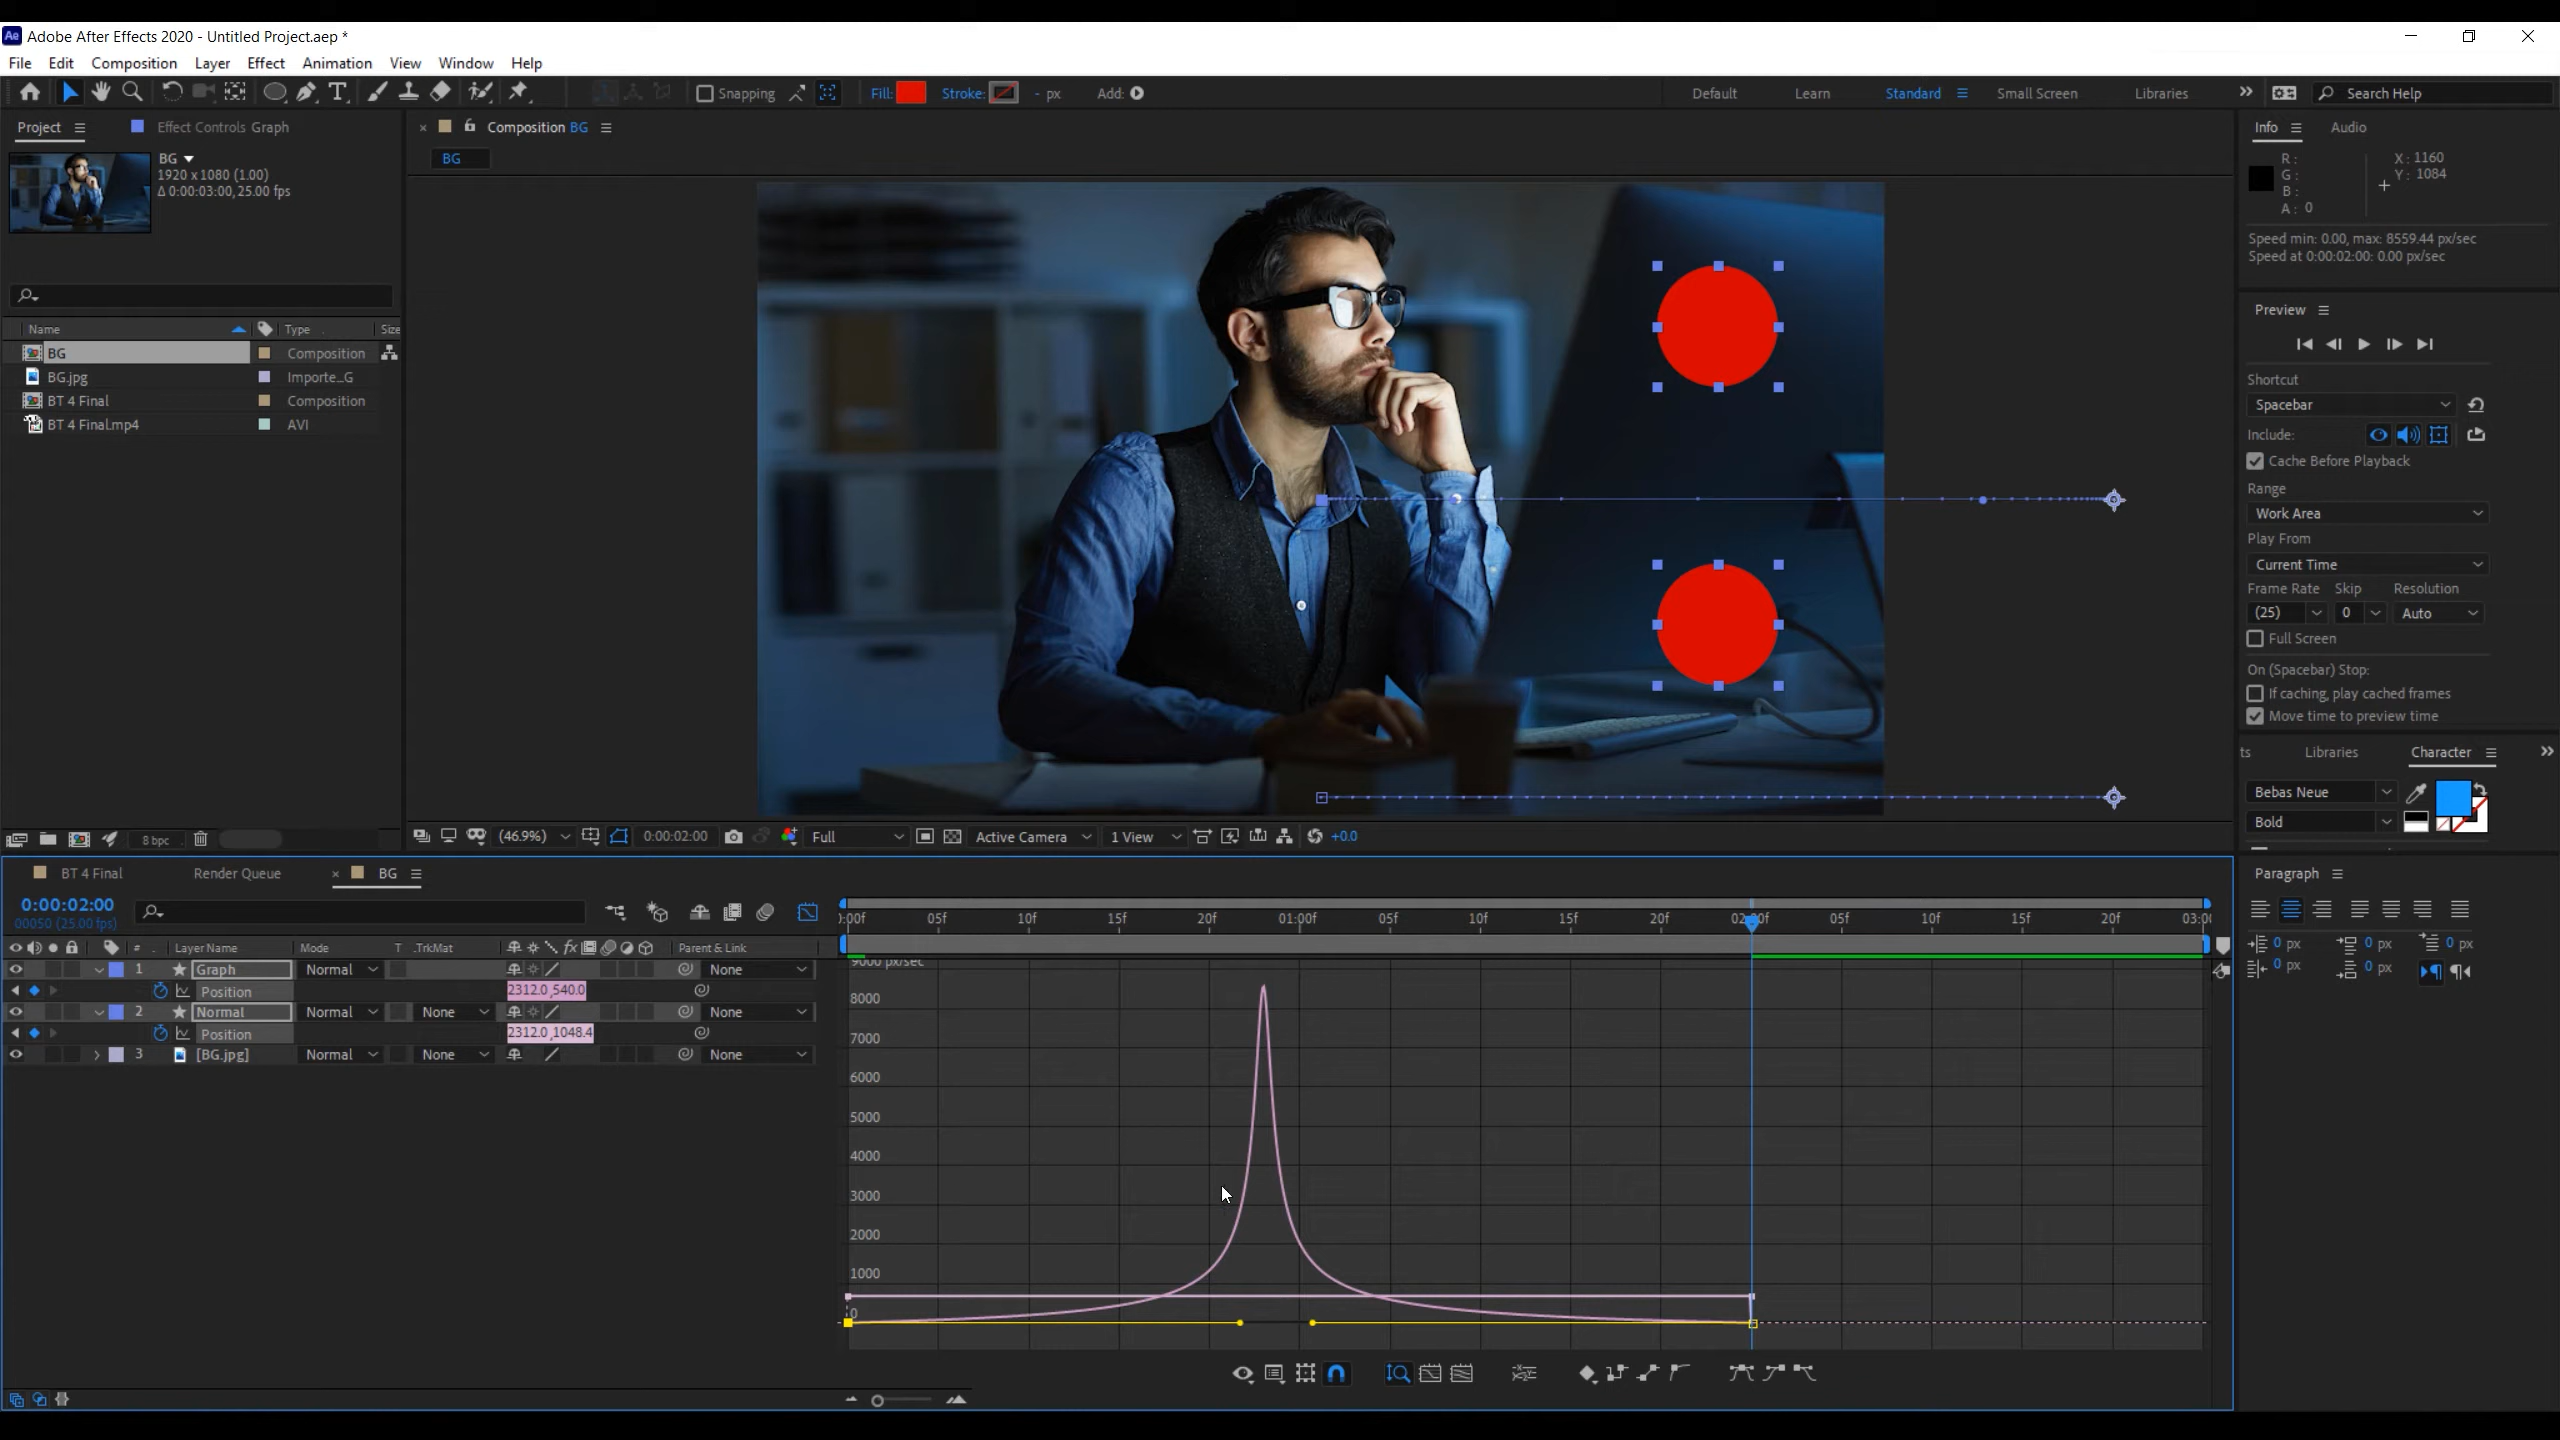 Ae Adobe After Effects 2020 - Untitled Project.aep *
File Edit Composition Layer Effect Animation View Window Help
Snapping Fill: Stroke: - px Add: Default Learn Standard Small Screen Libraries Search Help
Project Effect Controls Graph
BG
1920 x 1080 (1.00)
Δ 0:00:03:00, 25.00 fps
Name Type Size
BG Composition
BG.jpg Importe_G
BT 4 Final Composition
BT 4 Final.mp4 AVI
8 bpc
Composition BG
BG
(46.9%) 0:00:02:00 Full Active Camera 1 View +0.0
Info Audio
R:
G:
B:
A: 0
X: 1160
Y: 1084
Speed min: 0.00, max: 8559.44 px/sec
Speed at 0:00:02:00: 0.00 px/sec
Preview
Shortcut
Spacebar
Include:
Cache Before Playback
Range
Work Area
Play From
Current Time
Frame Rate Skip Resolution
(25) 0 Auto
Full Screen
On (Spacebar) Stop:
If caching, play cached frames
Move time to preview time
ts Libraries Character
Bebas Neue
Bold
Paragraph
0 px 0 px 0 px
0 px 0 px
BT 4 Final Render Queue BG
0:00:02:00
00050 (25.00 fps)
# Layer Name Mode T .TrkMat Parent & Link
1 Graph Normal None
Position 2312.0,540.0
2 Normal Normal None None
Position 2312.0,1048.4
3 [BG.jpg] Normal None None
:00f 05f 10f 15f 20f 01:00f 05f 10f 15f 20f 02:00f 05f 10f 15f 20f 03:00
9000 px/sec
8000
7000
6000
5000
4000
3000
2000
1000
0